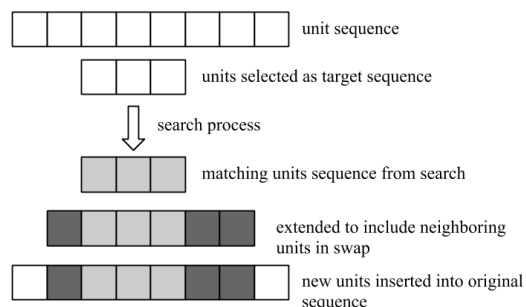 unit sequence
units selected as target sequence
search process
matching units sequence from search
extended to include neighboring
units in swap
new units inserted into original
sequence